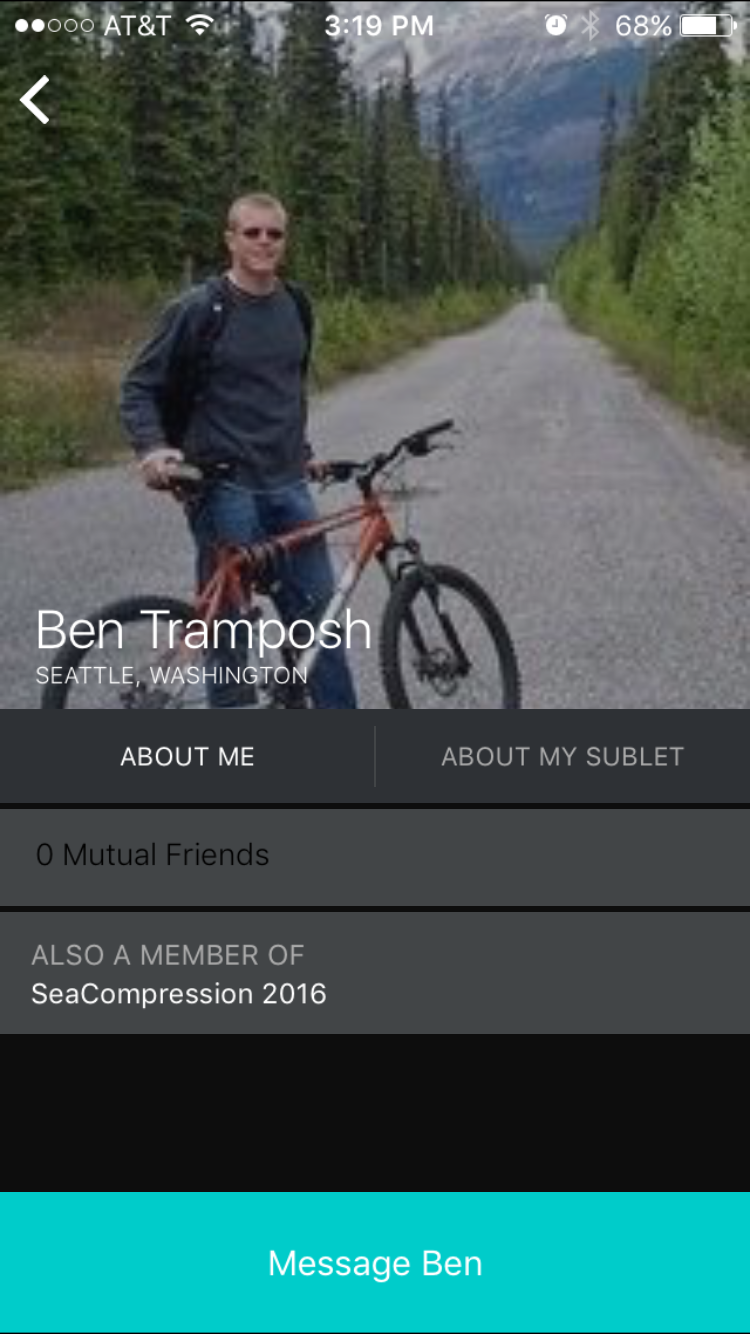 AT&T 3:19 PM 68%
Ben Tramposh
SEATTLE, WASHINGTON
ABOUT ME ABOUT MY SUBLET
0 Mutual Friends
ALSO A MEMBER OF
SeaCompression 2016
Message Ben